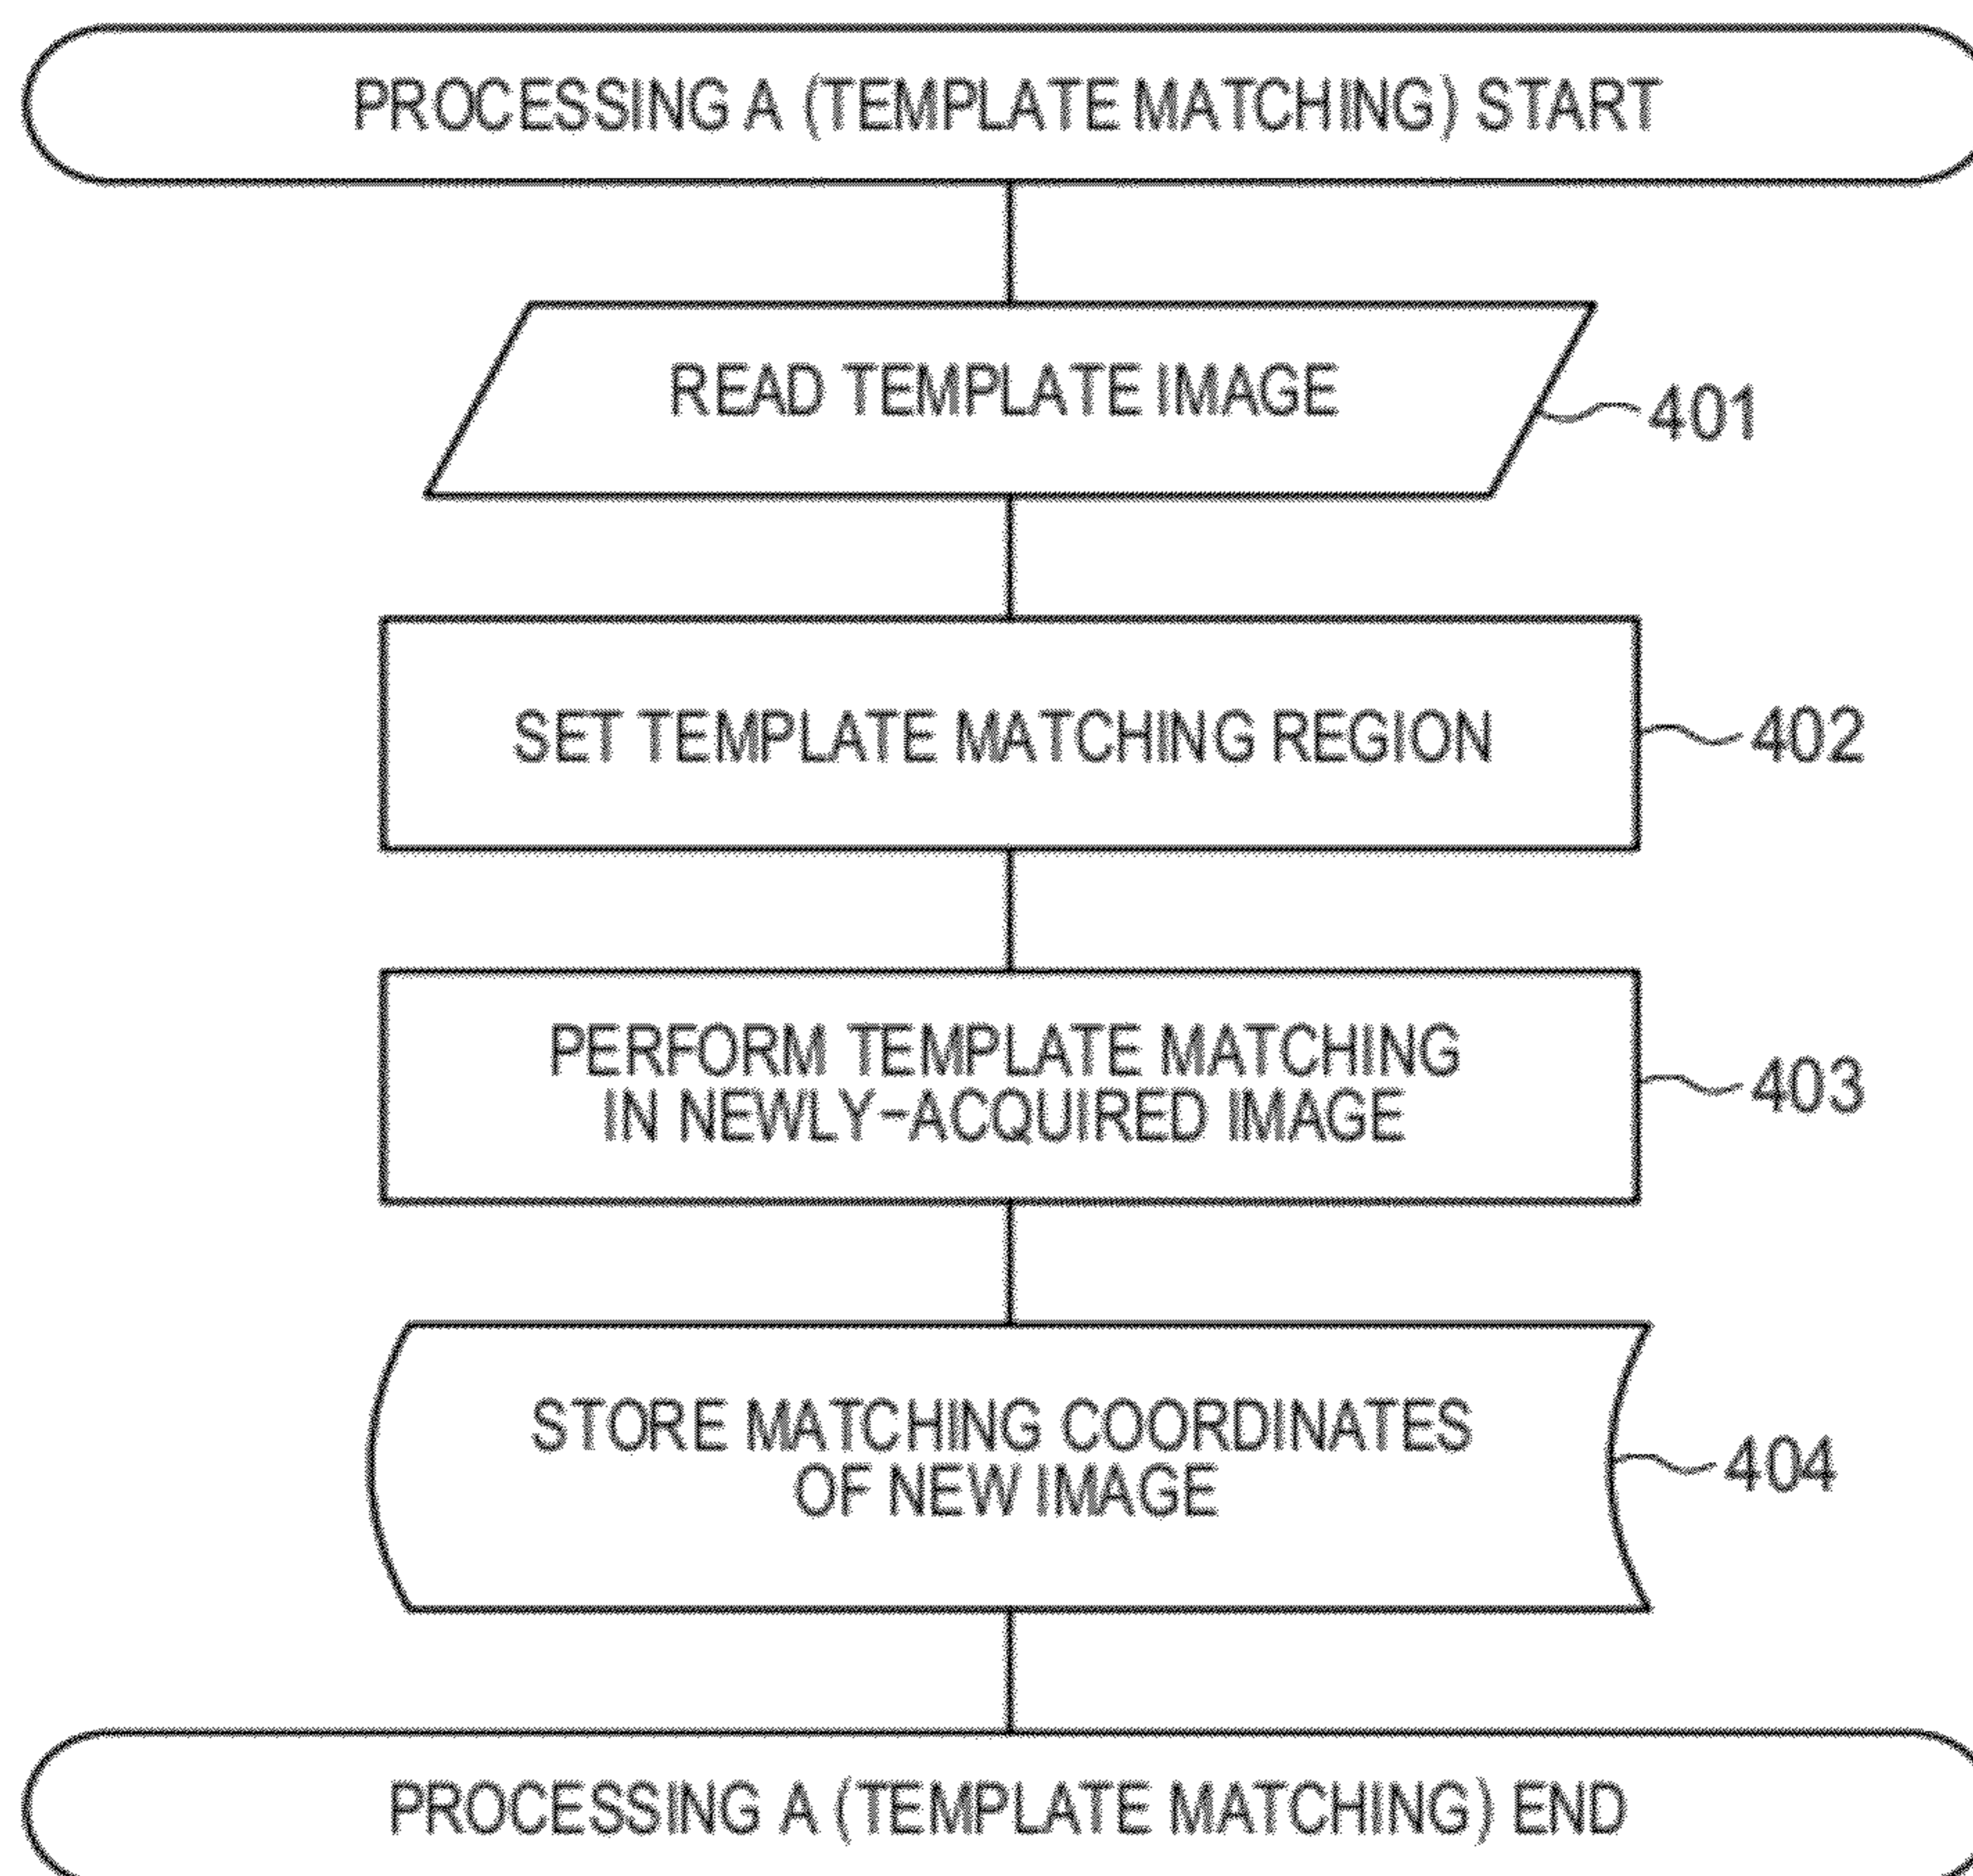 PROCESSING A (TEMPLATE MATCHING) START
READ TEMPLATE IMAGE
401
SET TEMPLATE MATCHING REGION
402
PERFORM TEMPLATE MATCHING
IN NEWLY-ACQUIRED IMAGE
403
STORE MATCHING COORDINATES
OF NEW IMAGE
404
PROCESSING A (TEMPLATE MATCHING) END